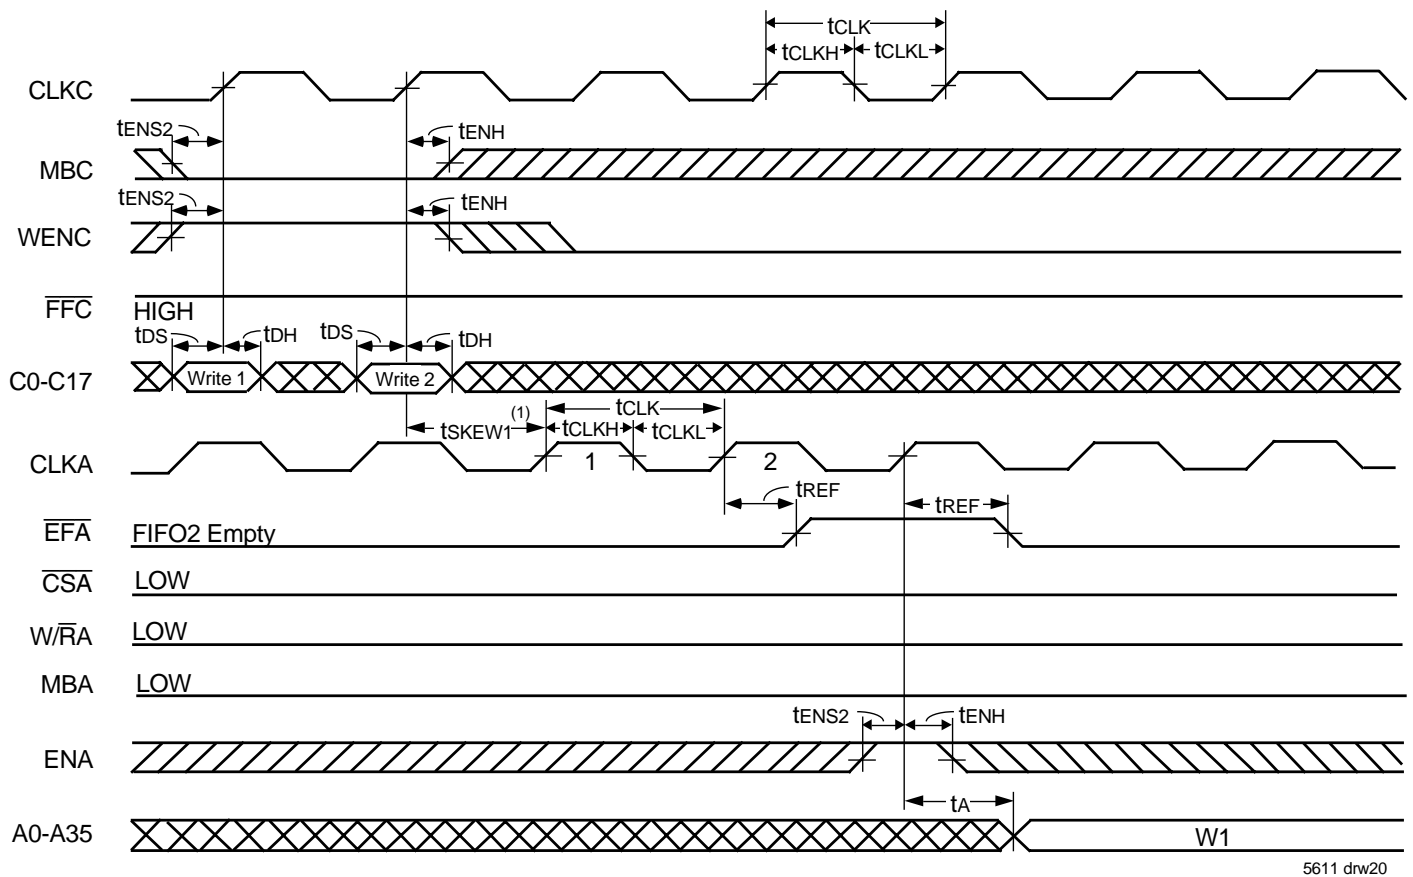 tCLK
tCLKH tCLKL
CLKC
tENS2 tENH
MBC
tENS2 tENH
WENC
FFC HIGH
tDS tDH tDS tDH
C0-C17 Write 1 Write 2
tSKEW1(1) tCLK
tCLKH tCLKL
CLKA 1 2
tREF tREF
EFA FIFO2 Empty
CSA LOW
W/RA LOW
MBA LOW
tENS2 tENH
ENA
tA
A0-A35 W1
5611 drw20